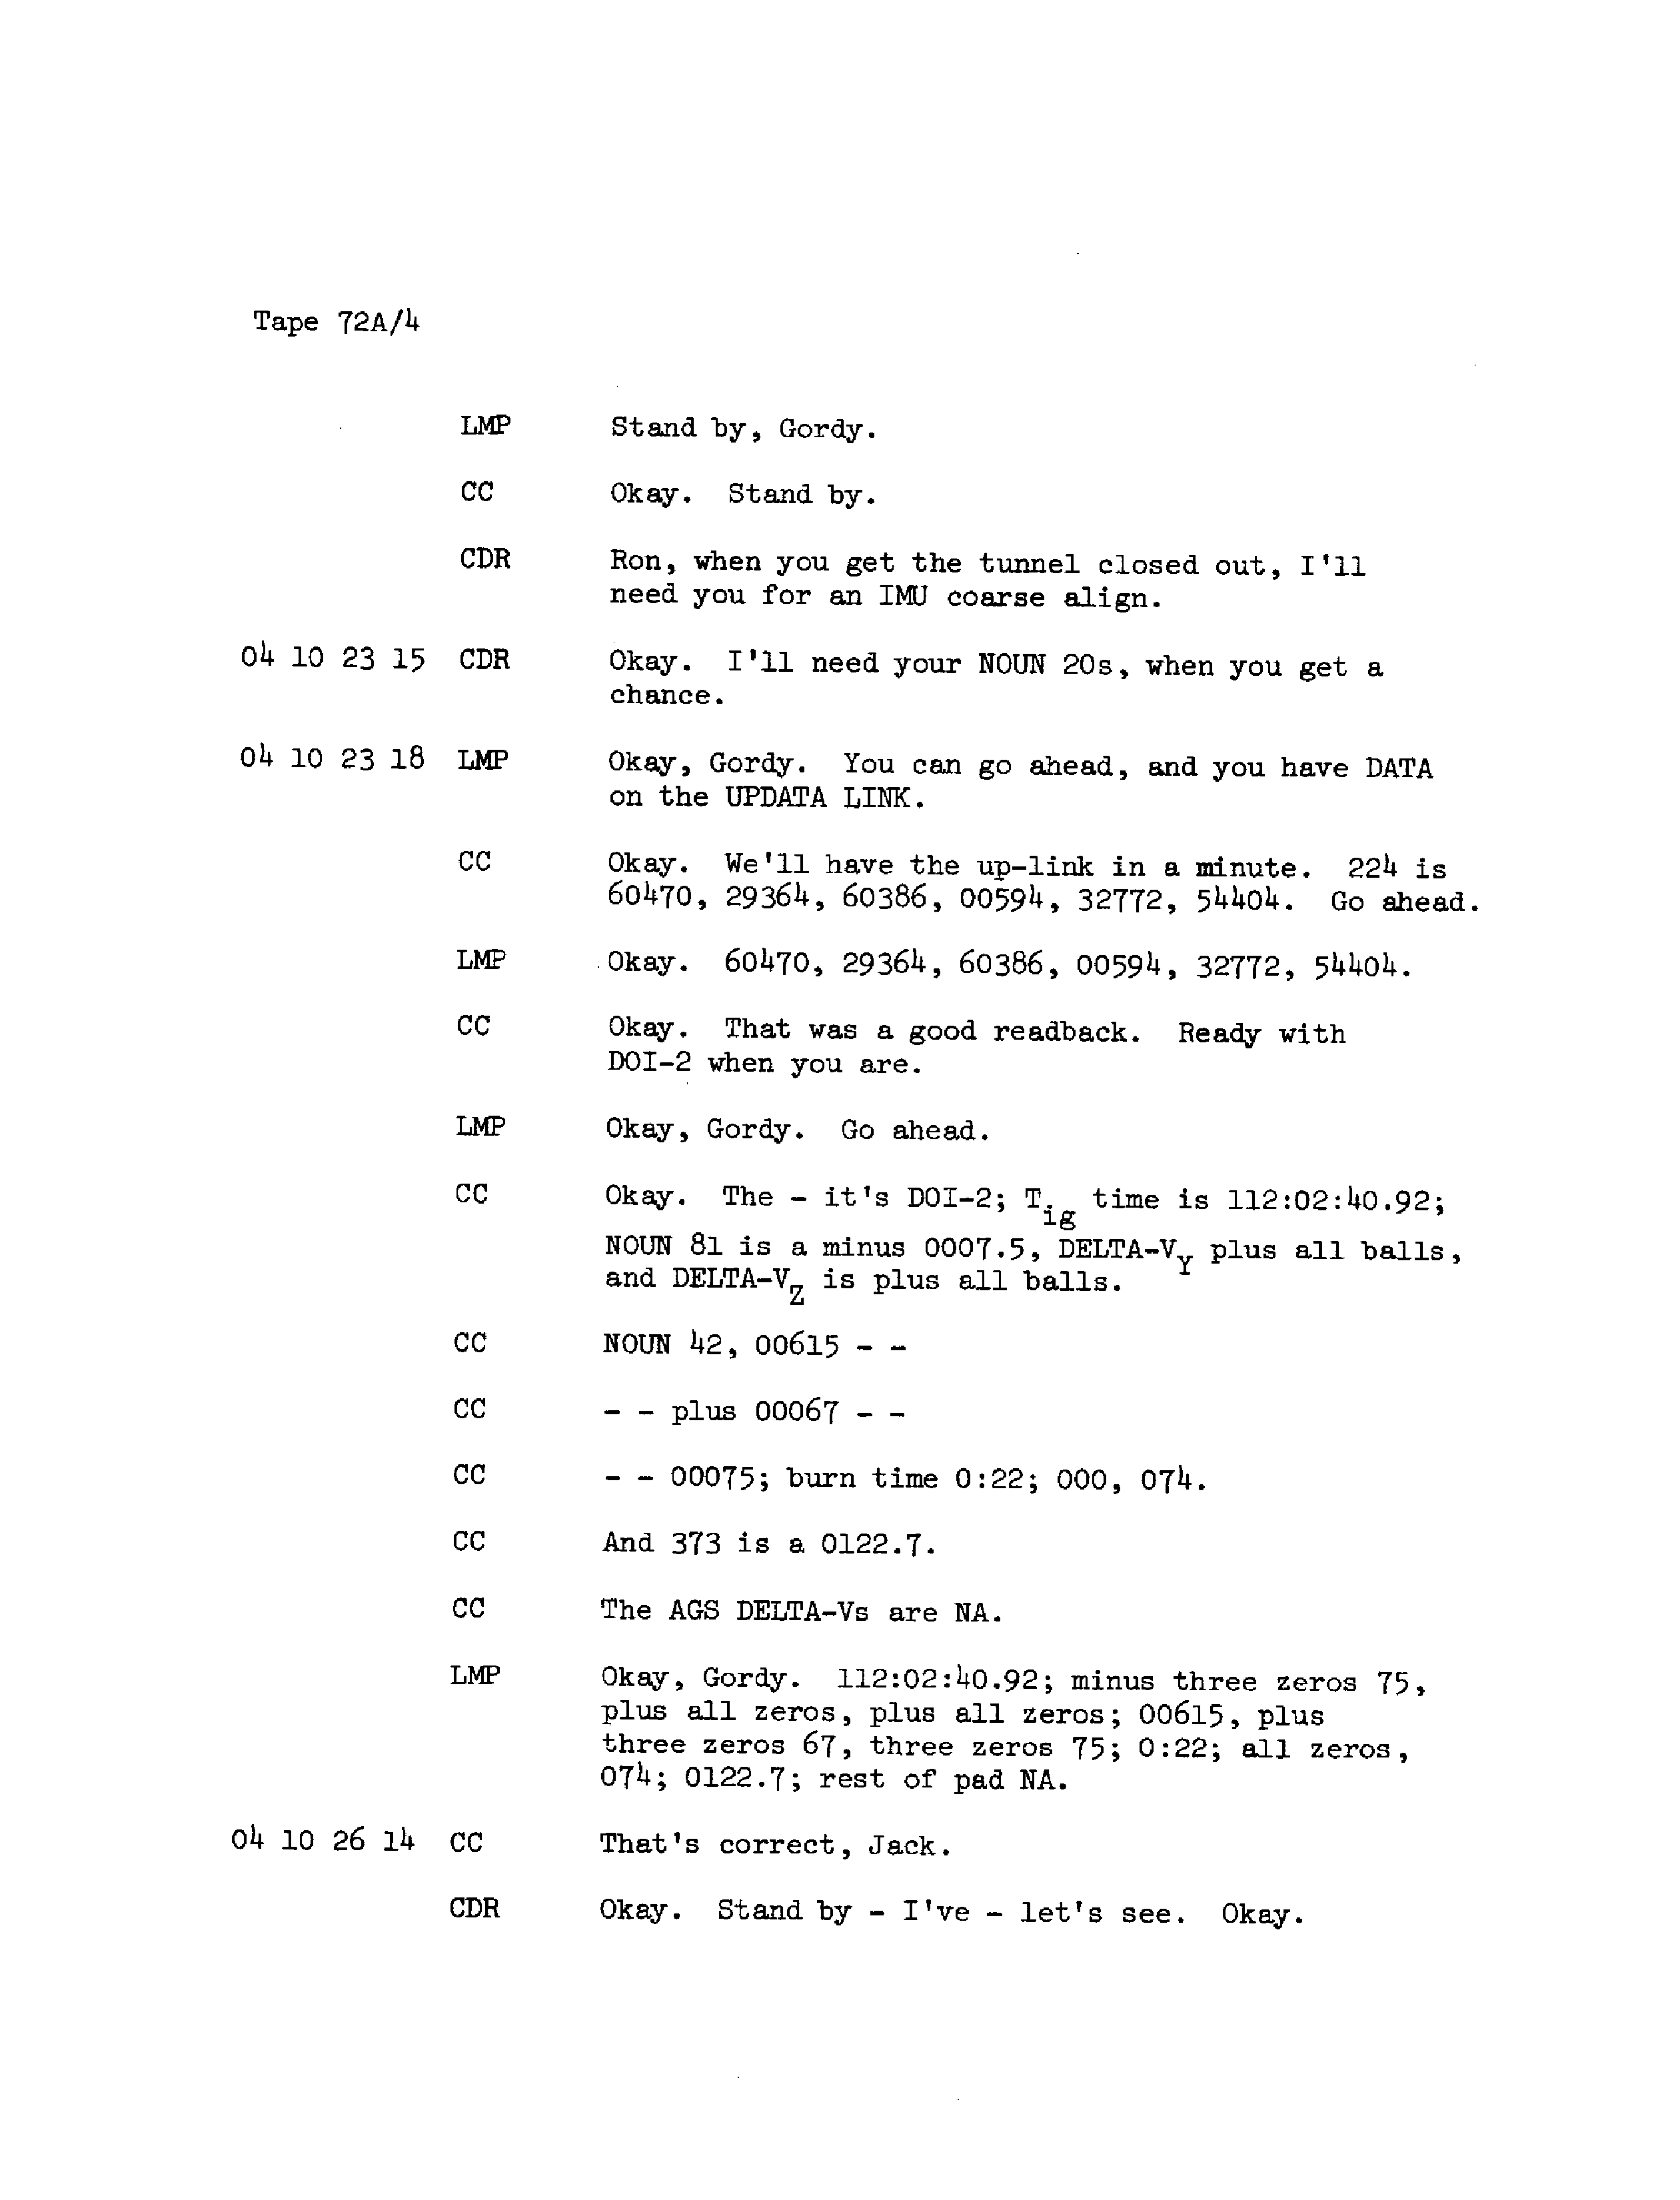 Tape 72A/4
LMP Stand by, Gordy.
CC Okay. Stand by.
CDR Ron, when you get the tunnel closed out, I'll
need you for an IMU coarse align.
04 10 23 15 CDR Okay. I'll need your NOUN 20s, when you get a
chance.
04 10 23 18 LMP Okay, Gordy. You can go ahead, and you have DATA
on the UPDATA LINK.
CC Okay. We'll have the up-link in a minute. 224 is
60470, 29364, 60386, 00594, 32772, 54404. Go ahead.
LMP Okay. 60470, 29364, 60386, 00594, 32772, 54404.
CC Okay. That was a good readback. Ready with
DOI-2 when you are.
LMP Okay, Gordy. Go ahead.
CC Okay. The - it's DOI-2; Tig time is 112:02:40.92;
NOUN 81 is a minus 0007.5, DELTA-VY plus all balls,
and DELTA-VZ is plus all balls.
CC NOUN 42, 00615 - -
CC - - plus 00067 - -
CC - - 00075; burn time 0:22; 000, 074.
CC And 373 is a 0122.7.
CC The AGS DELTA-Vs are NA.
LMP Okay, Gordy. 112:02:40.92; minus three zeros 75,
plus all zeros, plus all zeros; 00615, plus
three zeros 67, three zeros 75; 0:22; all zeros,
074; 0122.7; rest of pad NA.
04 10 26 14 CC That's correct, Jack.
CDR Okay. Stand by - I've - let's see. Okay.